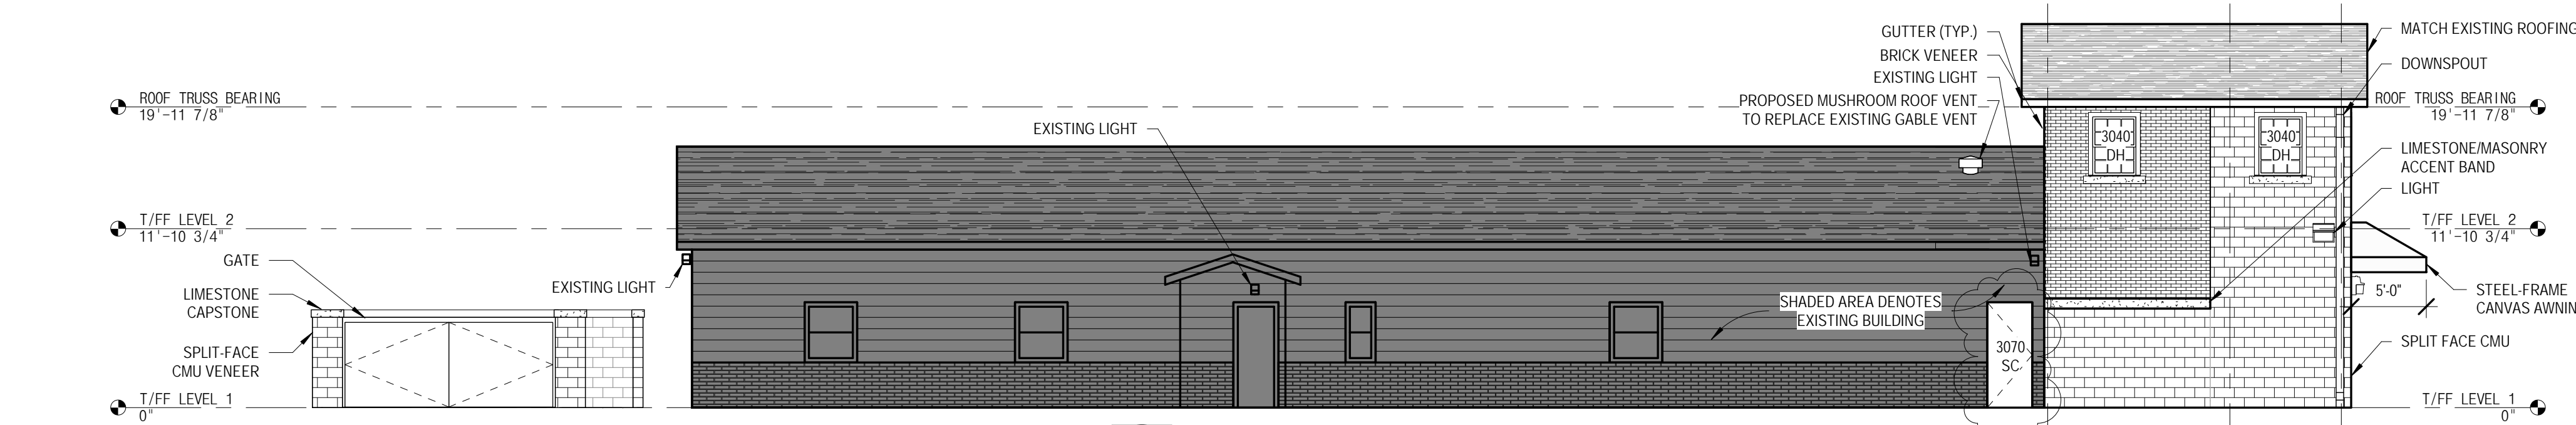 GUTTER (TYP.)
BRICK VENEER
EXISTING LIGHT
PROPOSED MUSHROOM ROOF VENT
TO REPLACE EXISTING GABLE VENT
MATCH EXISTING ROOFING
DOWNSPOUT
ROOF TRUSS BEARING
19'-11 7/8"
ROOF TRUSS BEARING
19'-11 7/8"
EXISTING LIGHT
3040
DH
3040
DH
LIMESTONE/MASONRY
ACCENT BAND
LIGHT
T/FF LEVEL 2
11'-10 3/4"
T/FF LEVEL 2
11'-10 3/4"
GATE
LIMESTONE
CAPSTONE
EXISTING LIGHT
SHADED AREA DENOTES
EXISTING BUILDING
5'-0"
STEEL-FRAME
CANVAS AWNIN
SPLIT-FACE
CMU VENEER
3070
SC
SPLIT FACE CMU
T/FF LEVEL 1
0"
T/FF LEVEL 1
0"